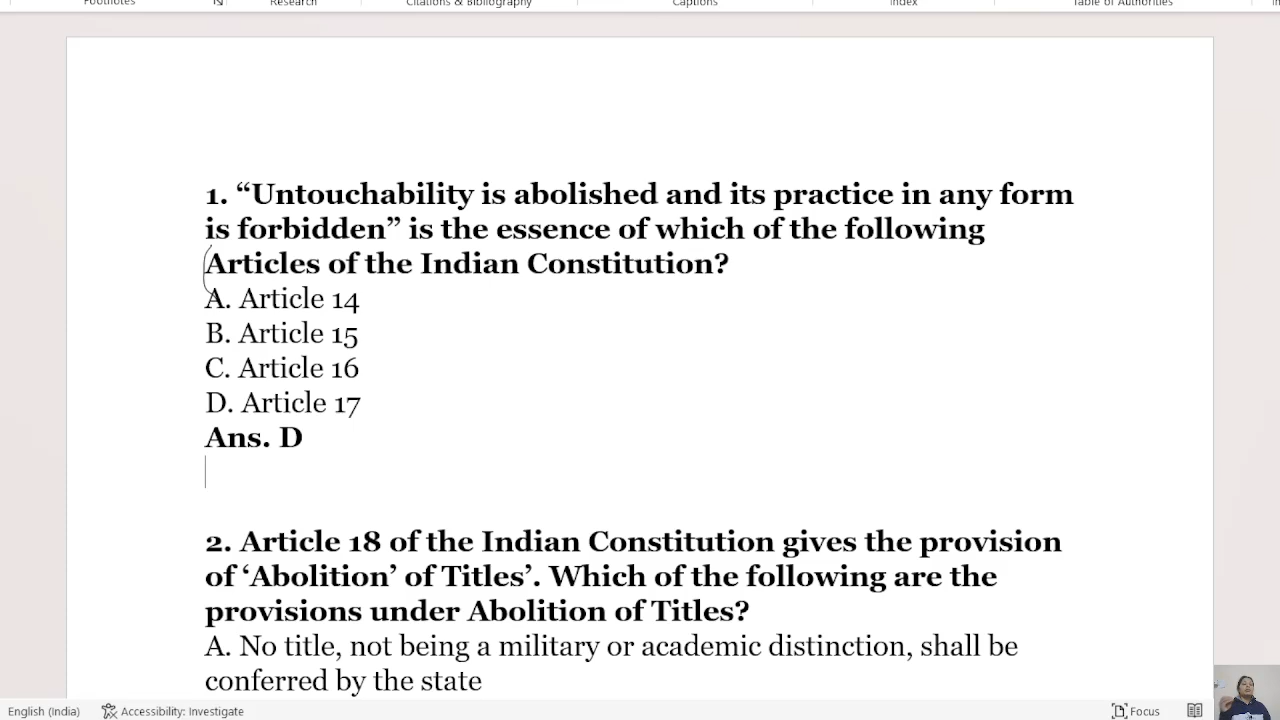 Footnotes Research Citations & Bibliography Captions Index Table of Authorities
1. “Untouchability is abolished and its practice in any form
is forbidden” is the essence of which of the following
Articles of the Indian Constitution?
A. Article 14
B. Article 15
C. Article 16
D. Article 17
Ans. D
2. Article 18 of the Indian Constitution gives the provision
of ‘Abolition’ of Titles’. Which of the following are the
provisions under Abolition of Titles?
A. No title, not being a military or academic distinction, shall be
conferred by the state
English (India) Accessibility: Investigate Focus